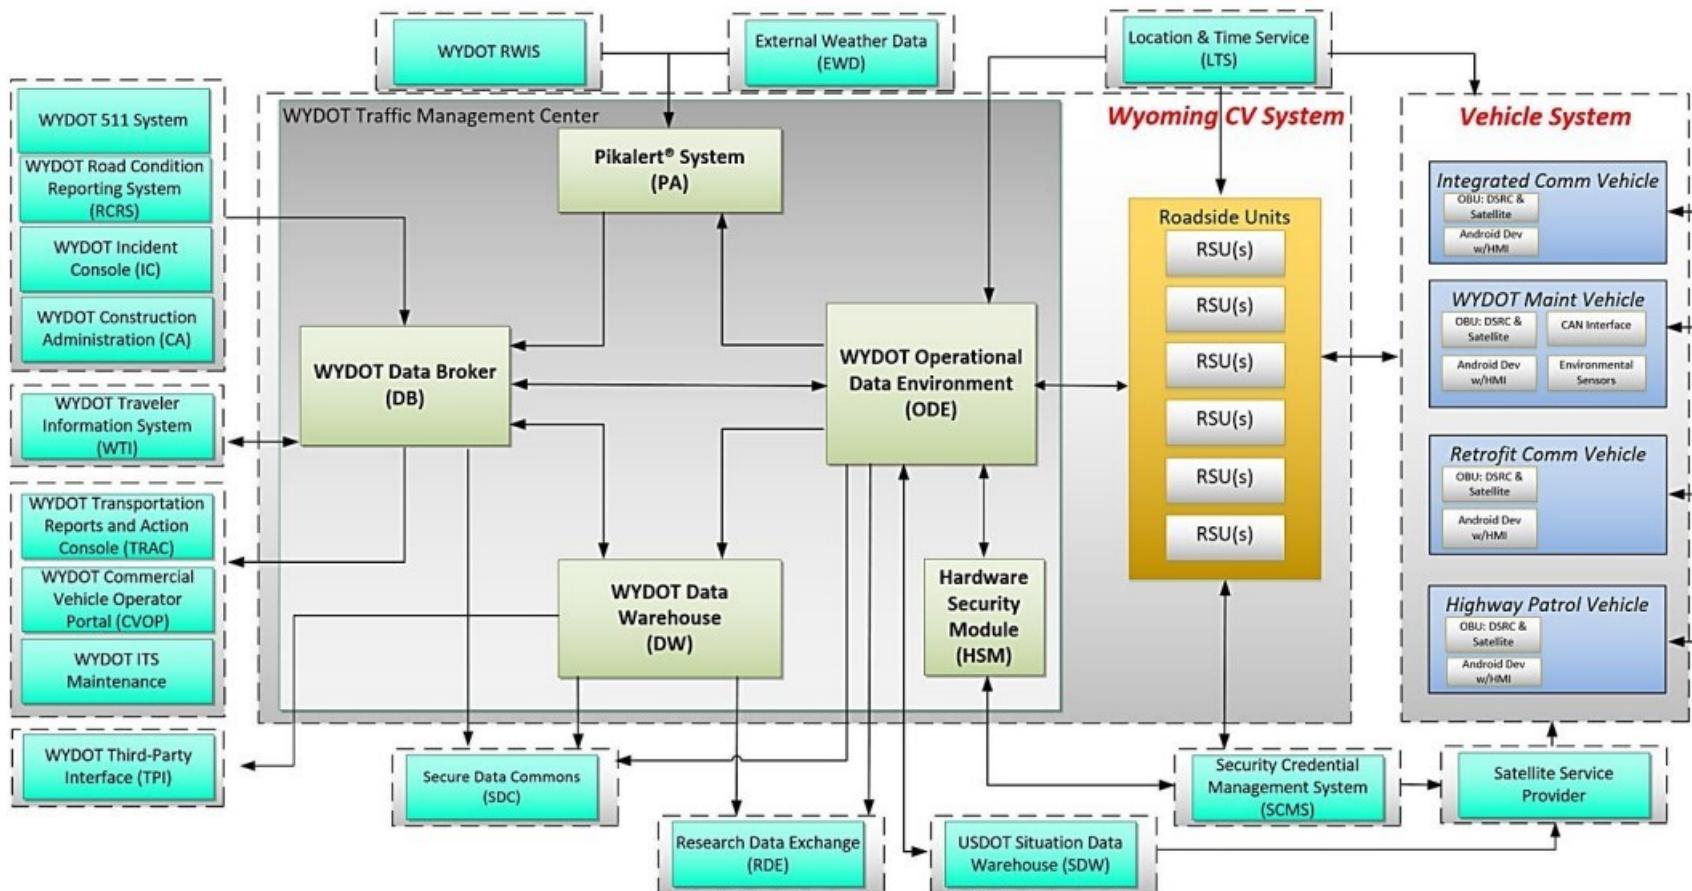 WYDOT RWIS
External Weather Data
(EWD)
Location & Time Service
(LTS)
WYDOT 511 System
WYDOT Road Condition
Reporting System
(RCRS)
WYDOT Incident
Console (IC)
WYDOT Construction
Administration (CA)
WYDOT Traveler
Information System
(WTI)
WYDOT Transportation
Reports and Action
Console (TRAC)
WYDOT Commercial
Vehicle Operator
Portal (CVOP)
WYDOT ITS
Maintenance
WYDOT Third-Party
Interface (TPI)
WYDOT Traffic Management Center
Pikalert® System
(PA)
WYDOT Data Broker
(DB)
WYDOT Operational
Data Environment
(ODE)
WYDOT Data
Warehouse
(DW)
Hardware
Security
Module
(HSM)
Wyoming CV System
Roadside Units
RSU(s)
RSU(s)
RSU(s)
RSU(s)
RSU(s)
RSU(s)
Vehicle System
Integrated Comm Vehicle
OBU: DSRC &
Satellite
Android Dev
w/HMI
WYDOT Maint Vehicle
OBU: DSRC &
Satellite
CAN Interface
Android Dev
w/HMI
Environmental
Sensors
Retrofit Comm Vehicle
OBU: DSRC &
Satellite
Android Dev
w/HMI
Highway Patrol Vehicle
OBU: DSRC &
Satellite
Android Dev
w/HMI
Secure Data Commons
(SDC)
Research Data Exchange
(RDE)
USDOT Situation Data
Warehouse (SDW)
Security Credential
Management System
(SCMS)
Satellite Service
Provider